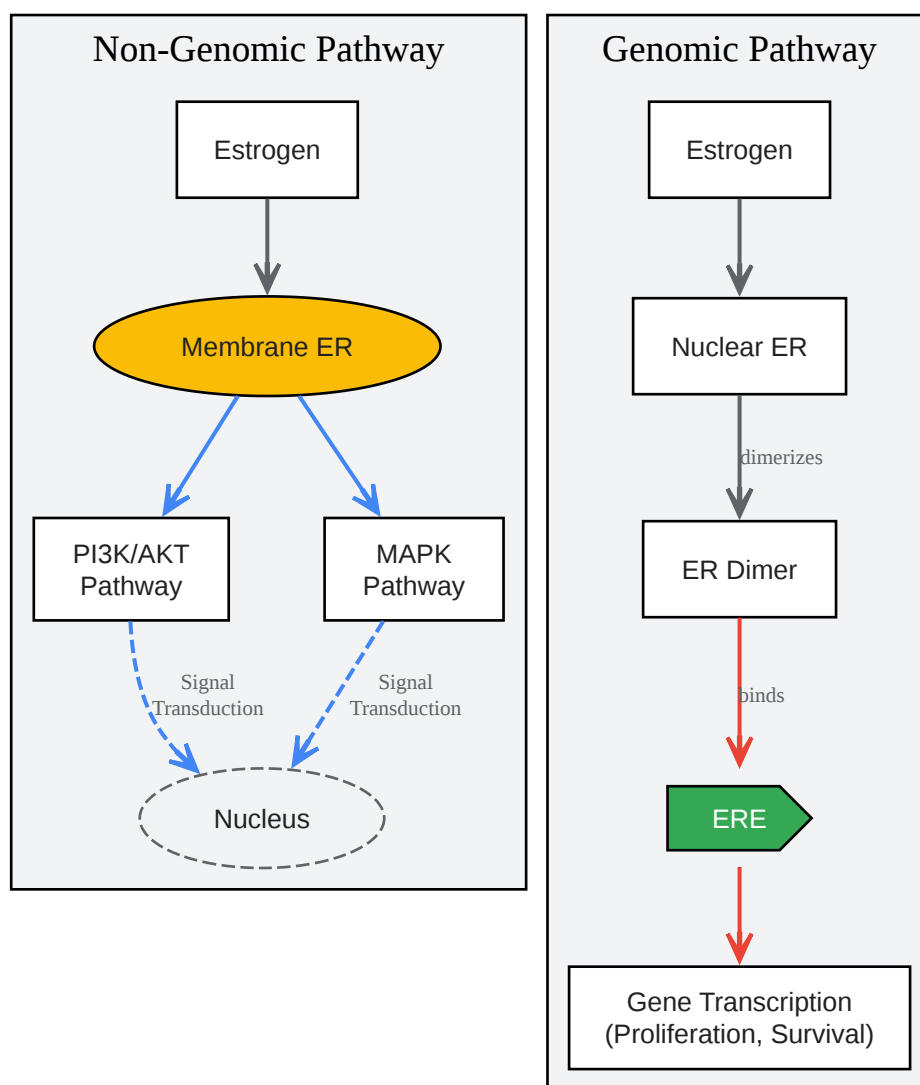 Non-Genomic Pathway
Estrogen
Membrane ER
PI3K/AKT
Pathway
MAPK
Pathway
Signal
Transduction
Signal
Transduction
Nucleus
Genomic Pathway
Estrogen
Nuclear ER
dimerizes
ER Dimer
binds
ERE
Gene Transcription
(Proliferation, Survival)